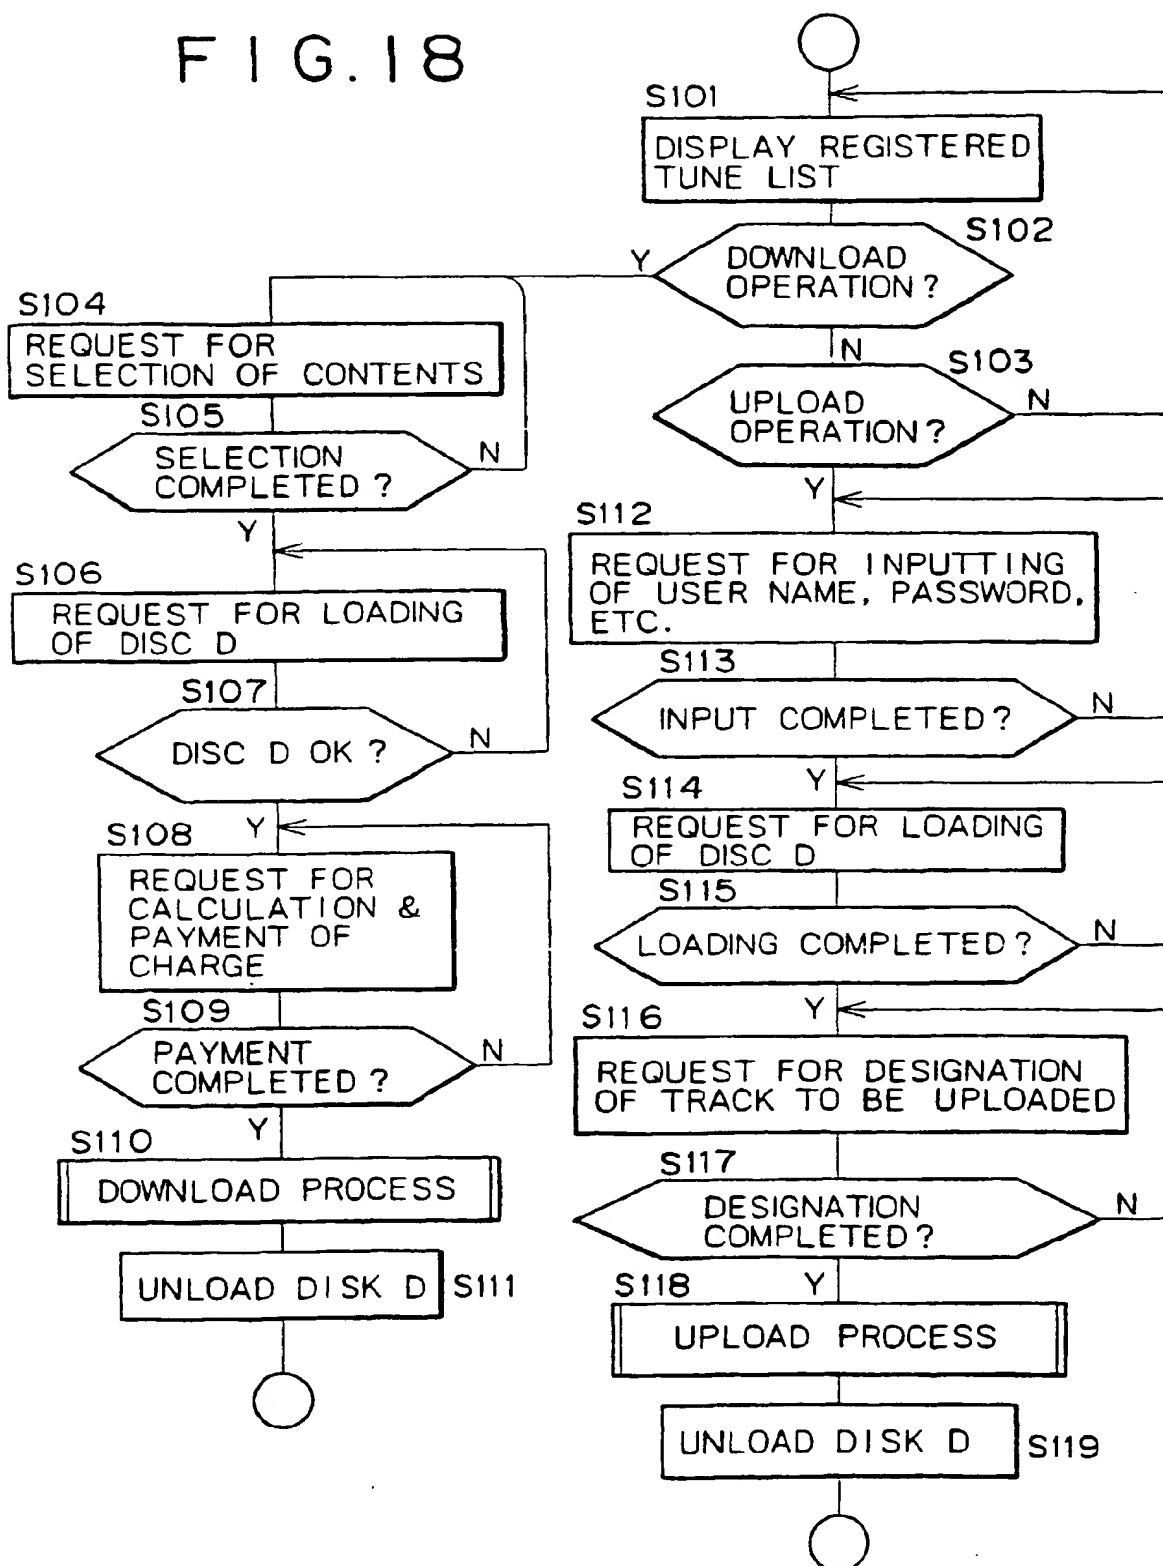 FIG.18
S101
DISPLAY REGISTERED
TUNE LIST
S102
DOWNLOAD
OPERATION?
Y
N
S103
UPLOAD
OPERATION?
N
Y
S104
REQUEST FOR
SELECTION OF CONTENTS
S105
SELECTION
COMPLETED?
N
Y
S106
REQUEST FOR LOADING
OF DISC D
S107
DISC D OK?
N
Y
S108
REQUEST FOR
CALCULATION &
PAYMENT OF
CHARGE
S109
PAYMENT
COMPLETED?
N
Y
S110
DOWNLOAD PROCESS
UNLOAD DISK D
S111
S112
REQUEST FOR INPUTTING
OF USER NAME, PASSWORD,
ETC.
S113
INPUT COMPLETED?
N
Y
S114
REQUEST FOR LOADING
OF DISC D
S115
LOADING COMPLETED?
N
Y
S116
REQUEST FOR DESIGNATION
OF TRACK TO BE UPLOADED
S117
DESIGNATION
COMPLETED?
N
Y
S118
UPLOAD PROCESS
UNLOAD DISK D
S119